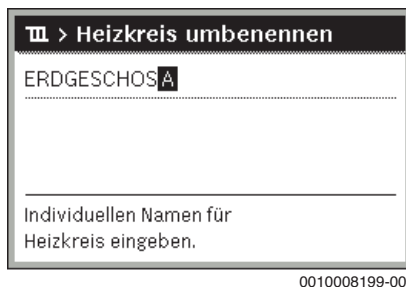 > Heizkreis umbenennen
ERDGESCHOSA
Individuellen Namen für
Heizkreis eingeben.
0010008199-00